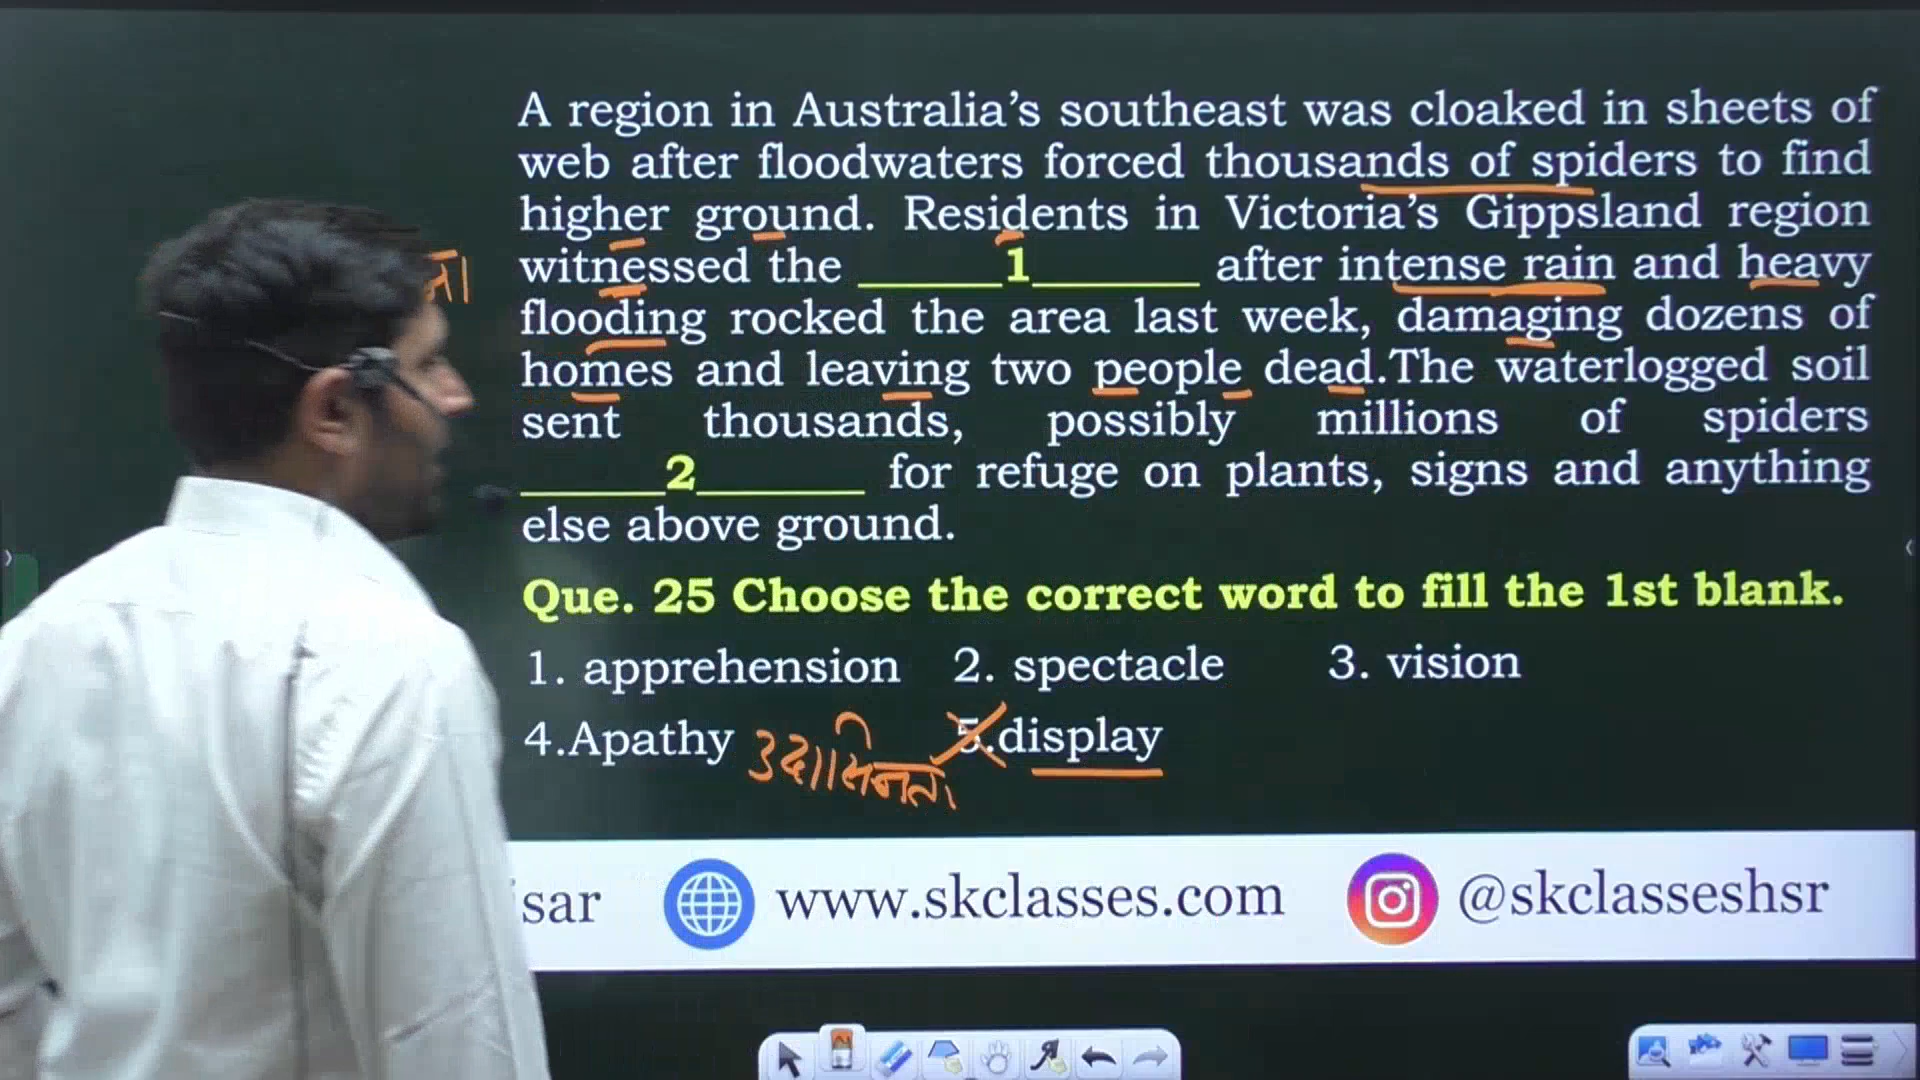 A region in Australia's southeast was cloaked in sheets of
web after floodwaters forced thousands of spiders to find
higher ground. Residents in Victoria's Gippsland region
witnessed the _____1______ after intense rain and heavy
flooding rocked the area last week, damaging dozens of
homes and leaving two people dead.The waterlogged soil
sent thousands, possibly millions of spiders
_____2______ for refuge on plants, signs and anything
else above ground.
Que. 25 Choose the correct word to fill the 1st blank.
1. apprehension 2. spectacle 3. vision
4.Apathy उदासिनता 5.display
sar www.skclasses.com @skclasseshsr